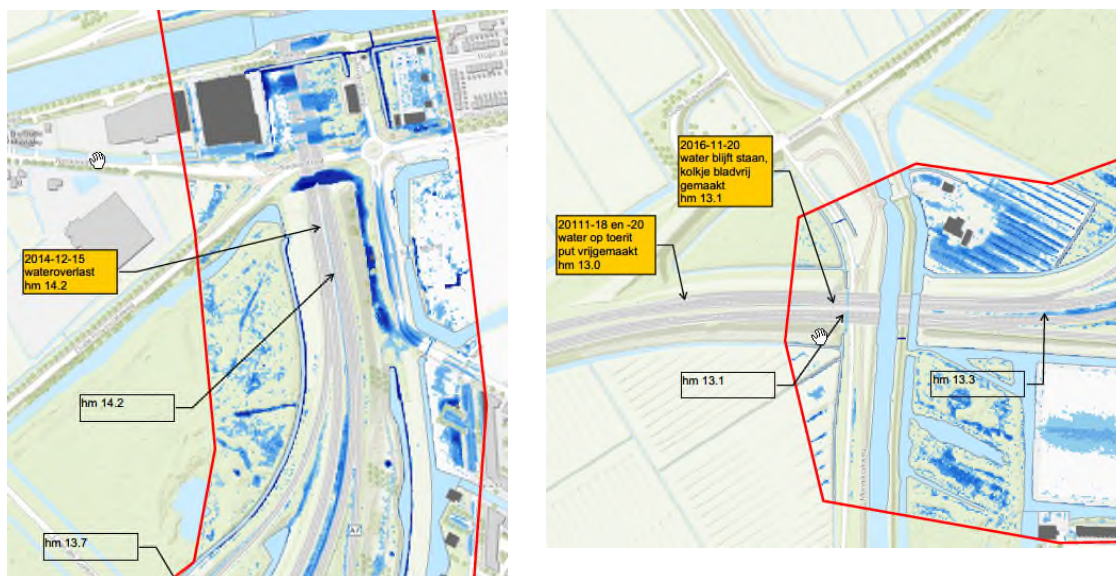 2014-12-15
wateroverlast
hm 14.2
hm 14.2
hm 13.7
A7
2016-11-20
water blijft staan,
kolkje bladvrij
gemaakt
hm 13.1
20111-18 en -20
water op toerit
put vrijgemaakt
hm 13.0
hm 13.1
hm 13.3